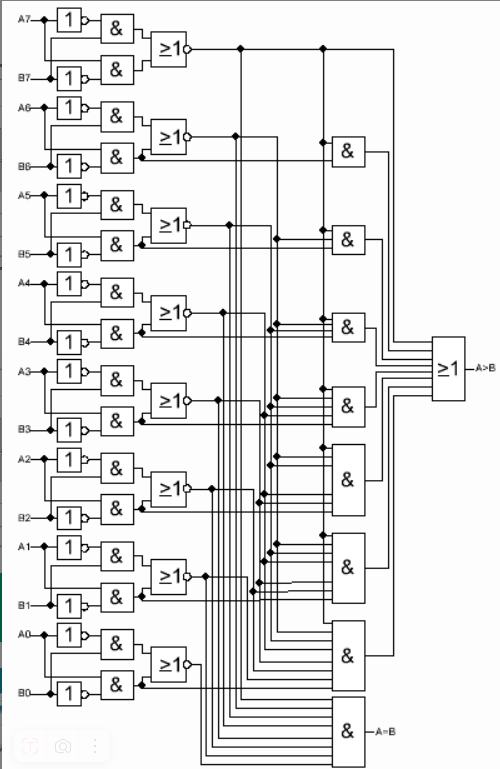 A7 1 &
≥1
B7 1 &
A6 1 &
≥1
&
B6 1 &
A5 1 &
≥1
&
B5 1 &
A4 1 &
≥1
&
B4 1 &
≥1 A>B
A3 1 &
≥1
&
B3 1 &
A2 1 &
≥1
&
B2 1 &
A1 1 &
≥1
&
B1 1 &
A0 1 &
≥1
&
B0 1 &
& A=B